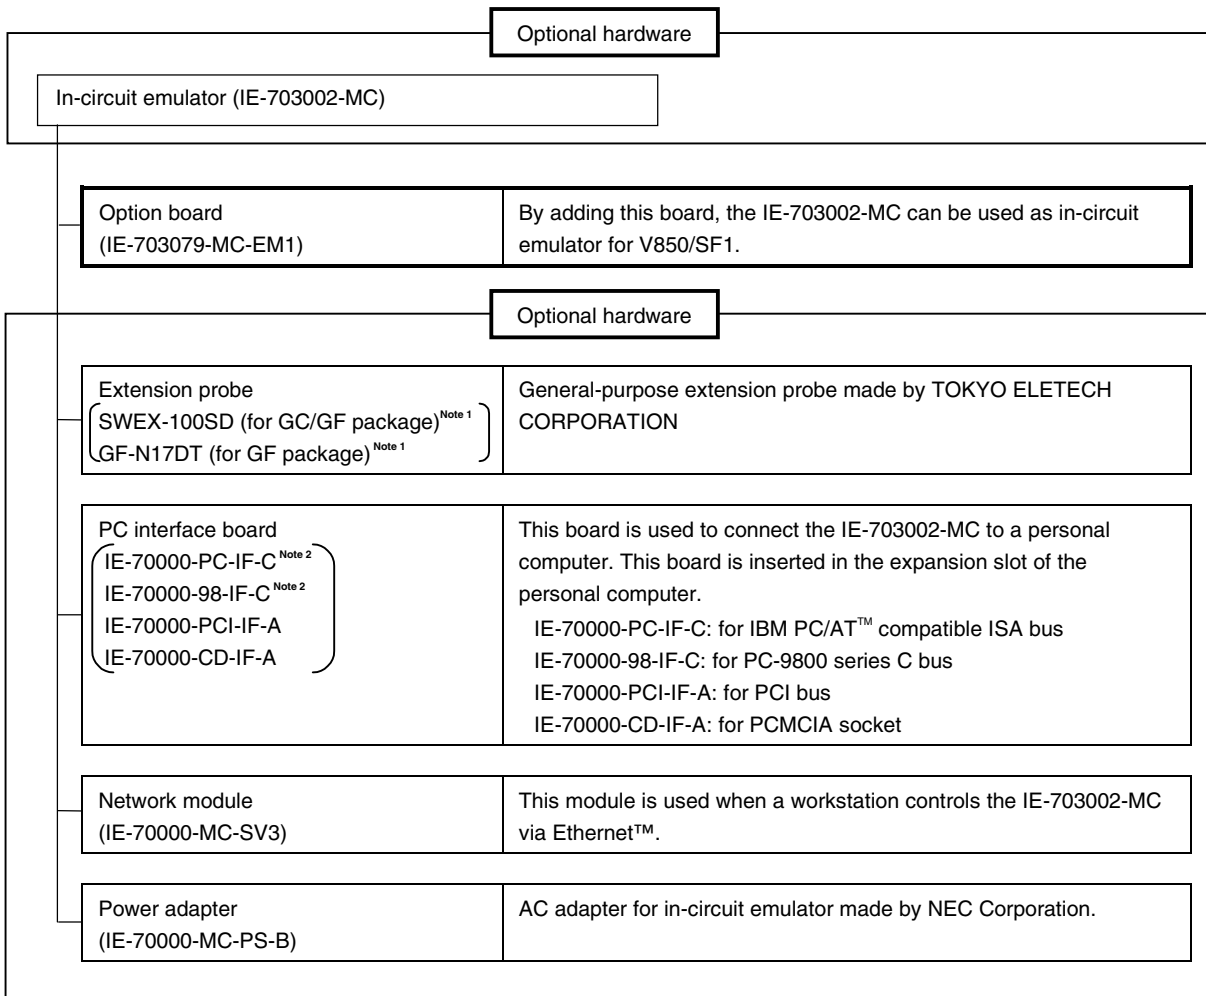 Optional hardware
In-circuit emulator (IE-703002-MC)
Option board
(IE-703079-MC-EM1)
By adding this board, the IE-703002-MC can be used as in-circuit
emulator for V850/SF1.
Optional hardware
Extension probe
SWEX-100SD (for GC/GF package) Note 1
GF-N17DT (for GF package) Note 1
General-purpose extension probe made by TOKYO ELETECH
CORPORATION
PC interface board
IE-70000-PC-IF-C Note 2
IE-70000-98-IF-C Note 2
IE-70000-PCI-IF-A
IE-70000-CD-IF-A
This board is used to connect the IE-703002-MC to a personal
computer. This board is inserted in the expansion slot of the
personal computer.
IE-70000-PC-IF-C: for IBM PC/AT™ compatible ISA bus
IE-70000-98-IF-C: for PC-9800 series C bus
IE-70000-PCI-IF-A: for PCI bus
IE-70000-CD-IF-A: for PCMCIA socket
Network module
(IE-70000-MC-SV3)
This module is used when a workstation controls the IE-703002-MC
via Ethernet™.
Power adapter
(IE-70000-MC-PS-B)
AC adapter for in-circuit emulator made by NEC Corporation.